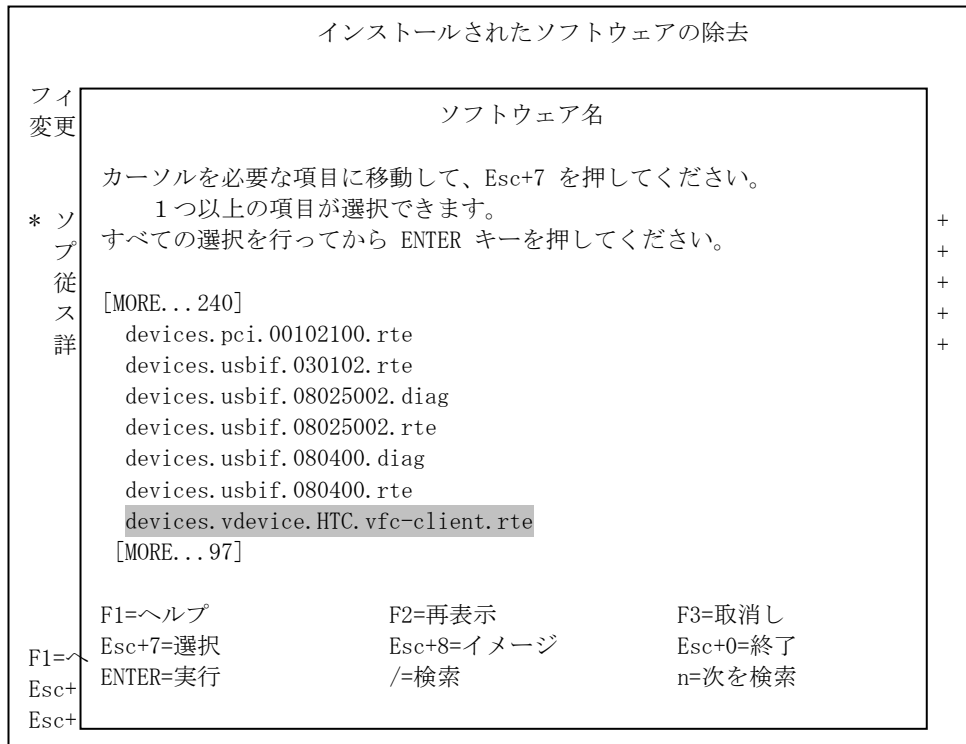 インストールされたソフトウェアの除去
フィ
変更
ソフトウェア名
カーソルを必要な項目に移動して、Esc+7 を押してください。
１つ以上の項目が選択できます。
* ソ +
すべての選択を行ってから ENTER キーを押してください。
プ +
従 +
[MORE...240]
ス +
devices.pci.00102100.rte
詳 +
devices.usbif.030102.rte
devices.usbif.08025002.diag
devices.usbif.08025002.rte
devices.usbif.080400.diag
devices.usbif.080400.rte
devices.vdevice.HTC.vfc-client.rte
[MORE...97]
F1=ヘルプ F2=再表示 F3=取消し
Esc+7=選択 Esc+8=イメージ Esc+0=終了
F1=ヘ
ENTER=実行 /=検索 n=次を検索
Esc+
Esc+